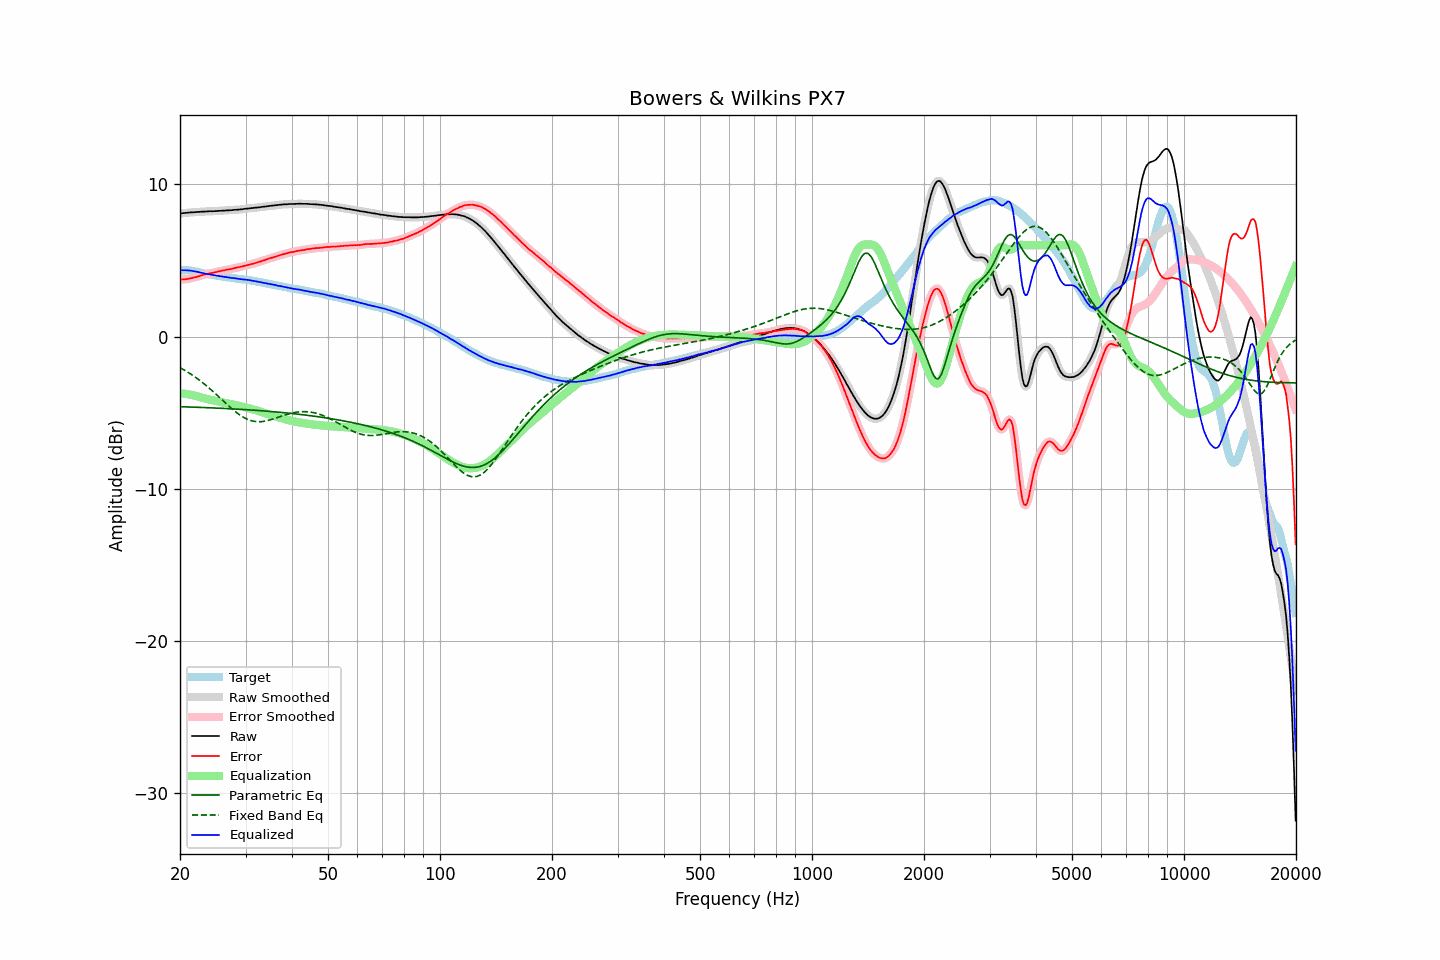 Bowers & Wilkins PX7
10
0
−10
−20
−30
Amplitude (dBr)
Target
Raw Smoothed
Error Smoothed
Raw
Error
Equalization
Parametric Eq
Fixed Band Eq
Equalized
20 50 100 200 500 1000 2000 5000 10000 20000
Frequency (Hz)